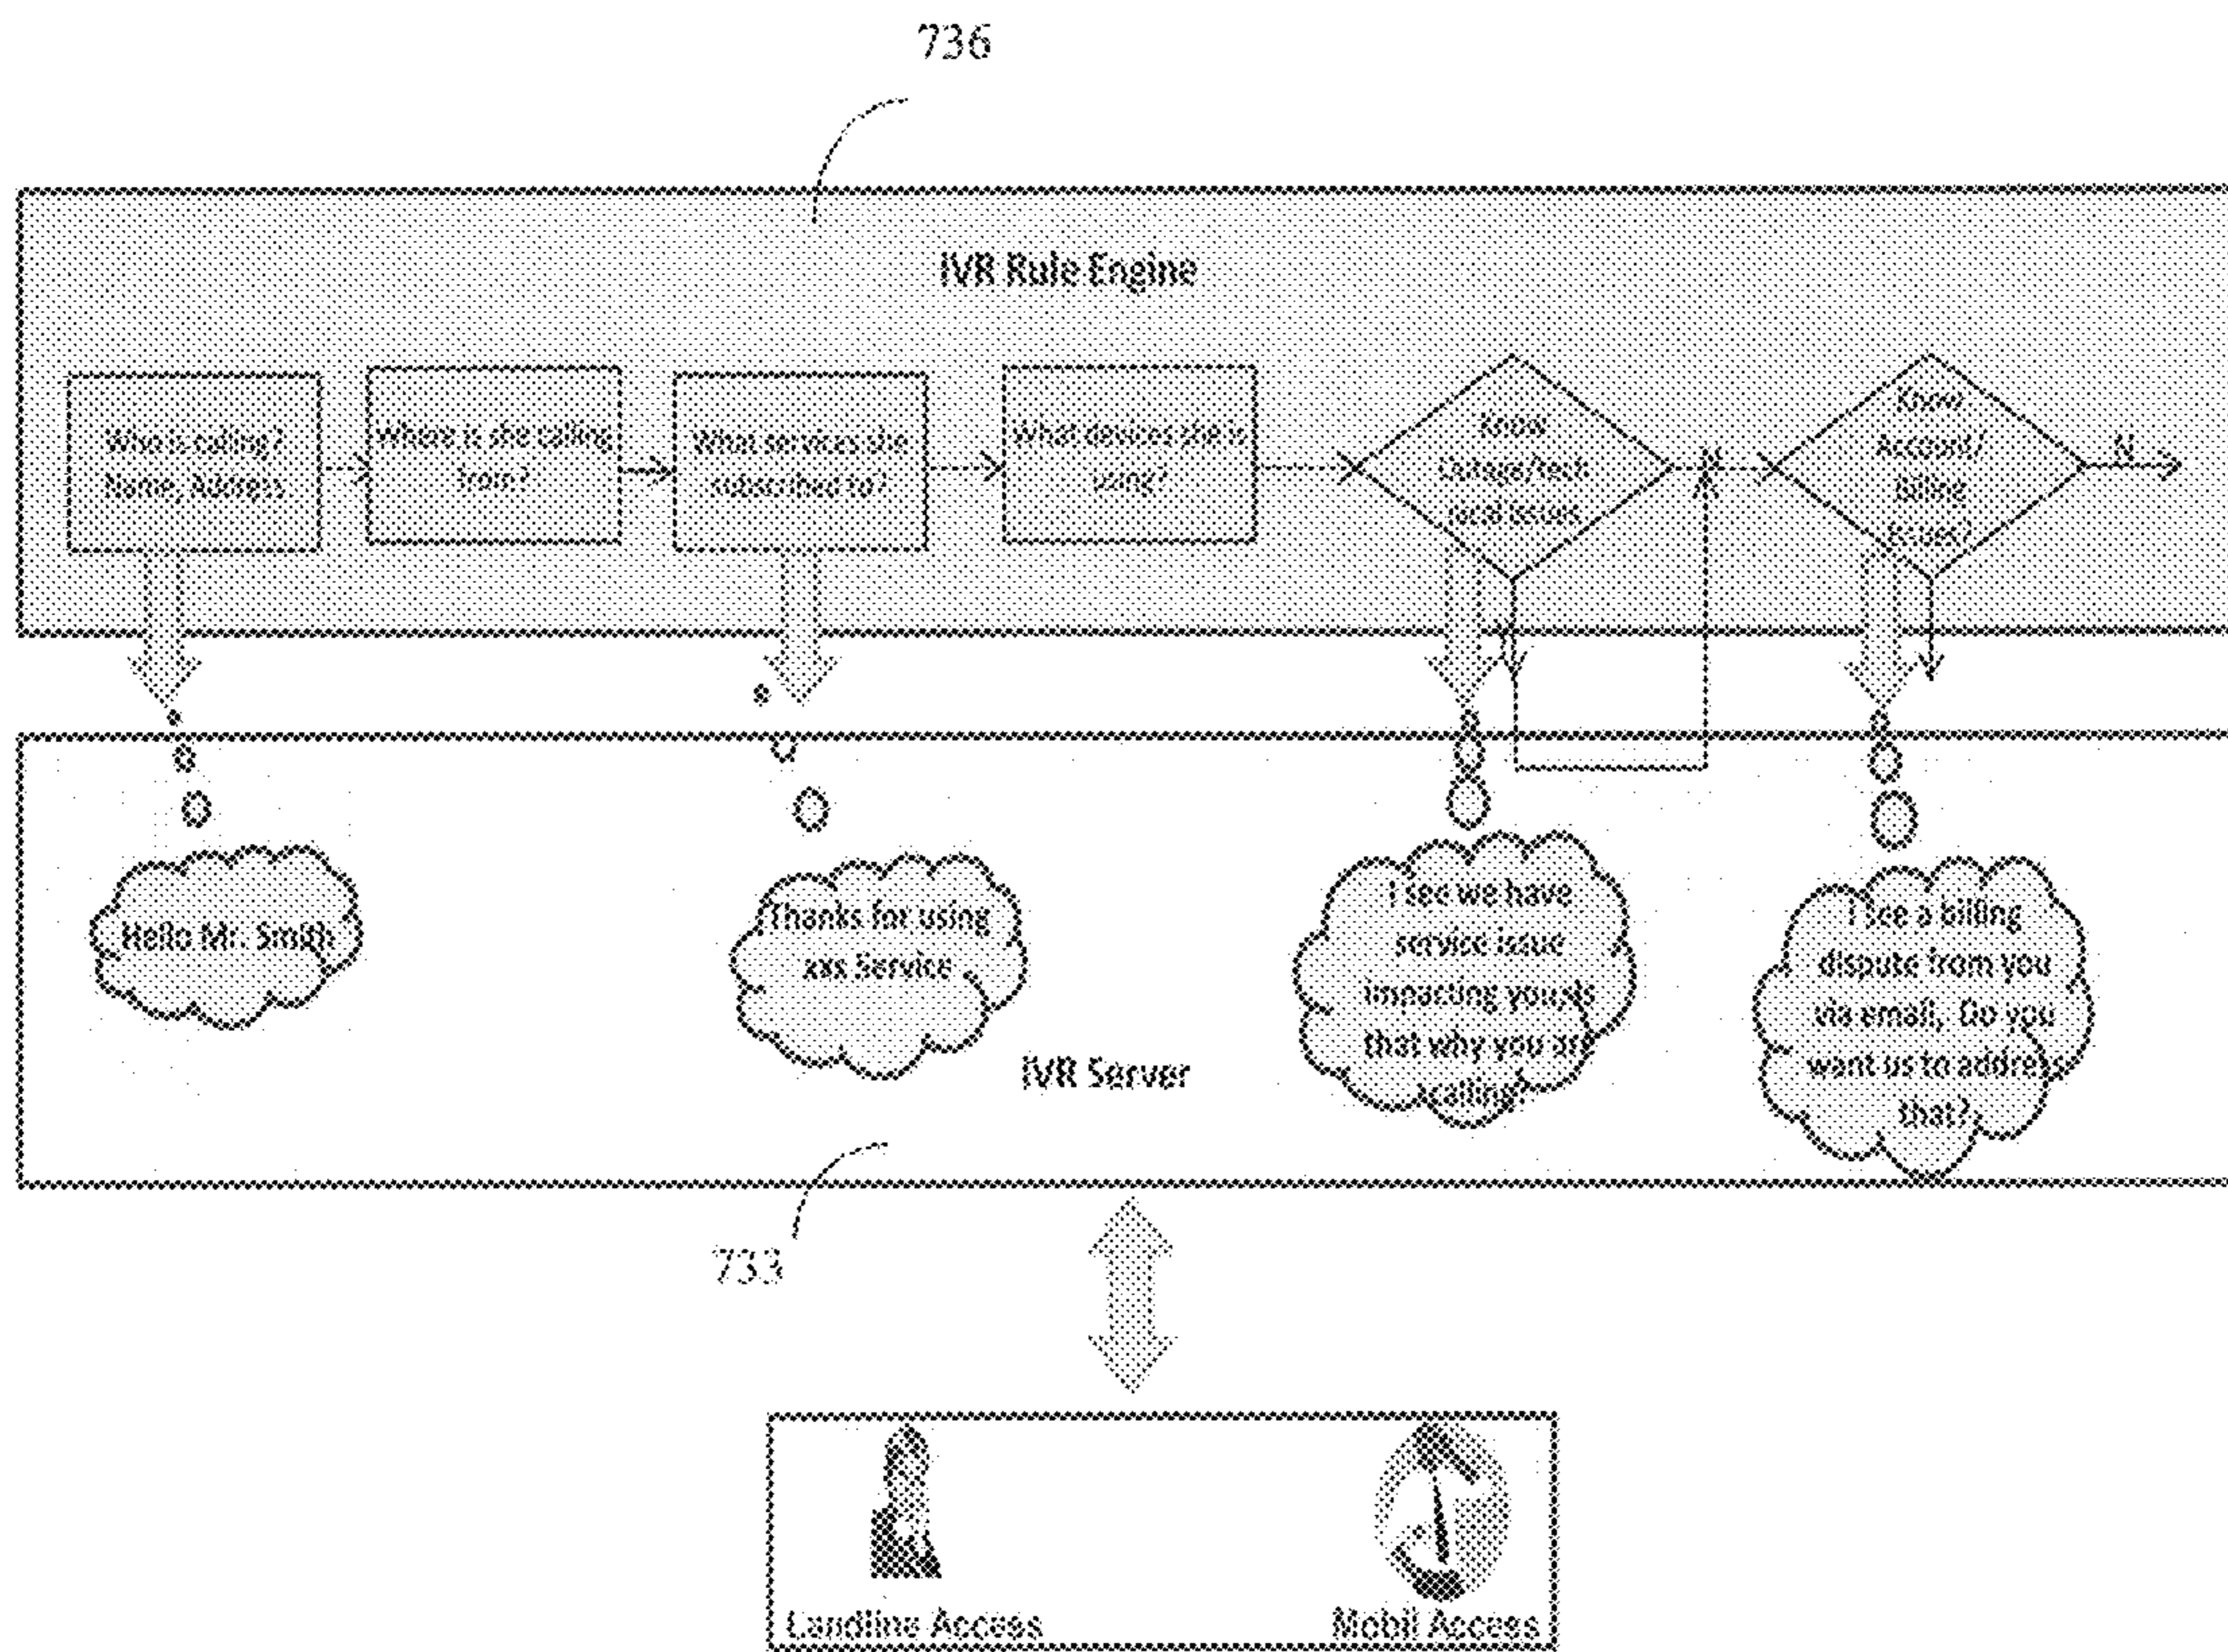 736
IVR Rule Engine
Who is calling?
Name, Address
Where is she calling
from?
What services she
subscribed to?
What devices she is
using?
Know
Outage/tech
nical issues
N
Know
Account/
Billing
Issues?
N
Y
Hello Mr. Smith
Thanks for using
xxx Service
I see we have
service issue
impacting you. Is
that why you are
calling?
I see a billing
dispute from you
via email, Do you
want us to addres
that?
IVR Server
733
Landline Access
Mobil Access